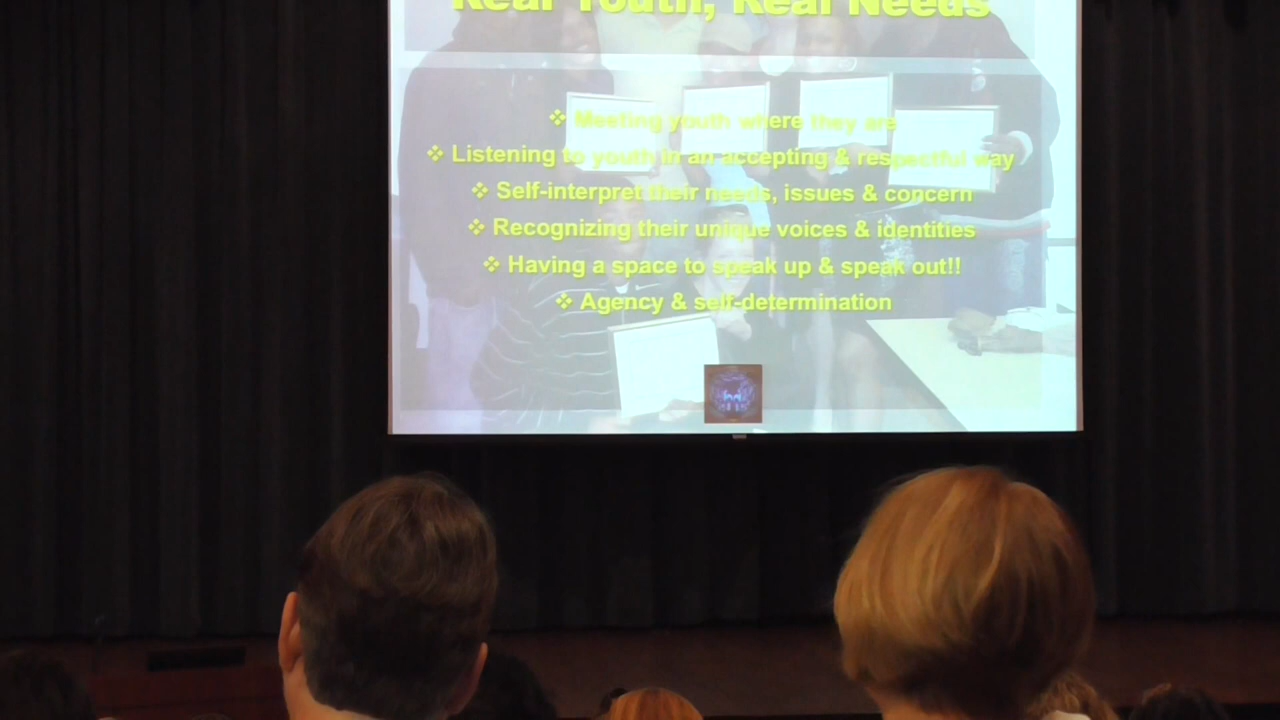 Real Youth, Real Needs
❖ Meeting youth where they are
❖ Listening to youth in an accepting & respectful way
❖ Self-interpret their needs, issues & concern
❖ Recognizing their unique voices & identities
❖ Having a space to speak up & speak out!!
❖ Agency & self-determination